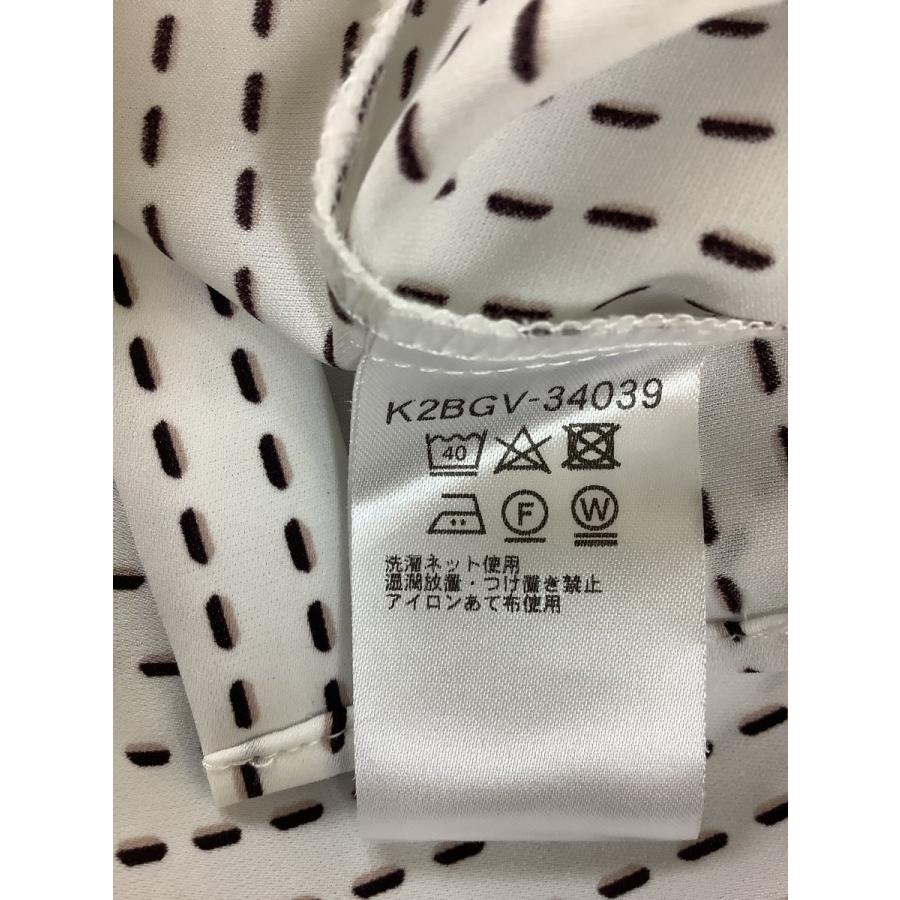 K2BGV-34039
40
F W
洗濯ネット使用
湿潤放置・つけ置き禁止
アイロンあて布使用